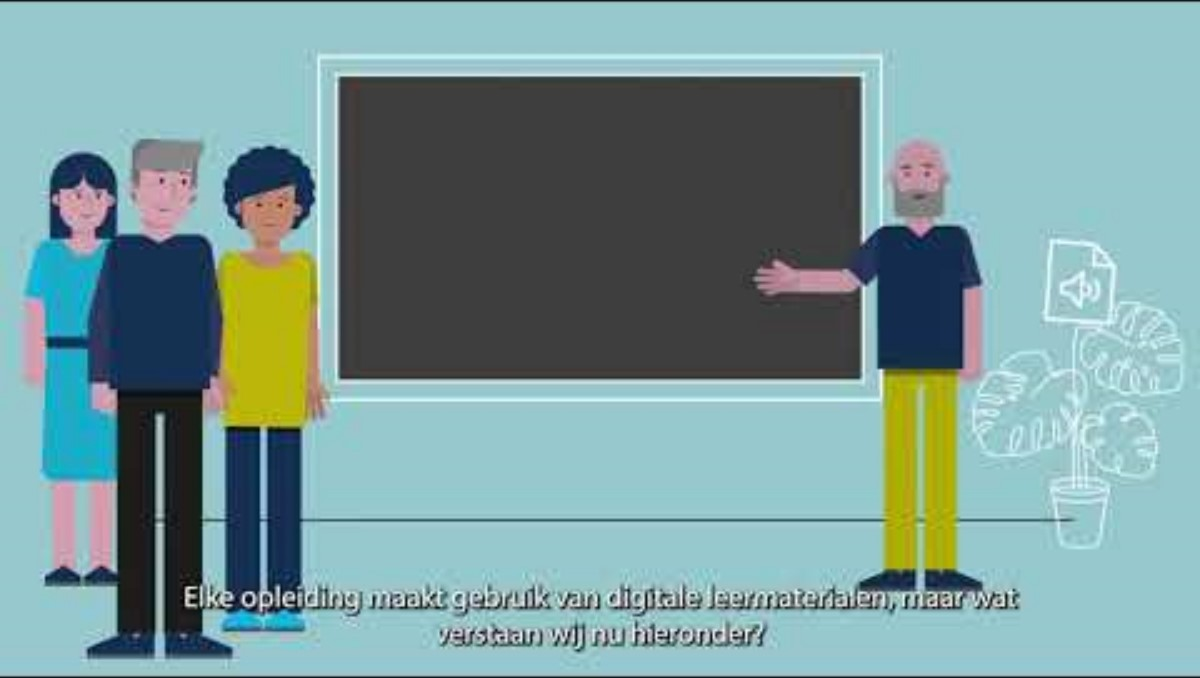 Elke opleiding maakt gebruik van digitale leermaterialen, maar wat
verstaan wij nu hieronder?